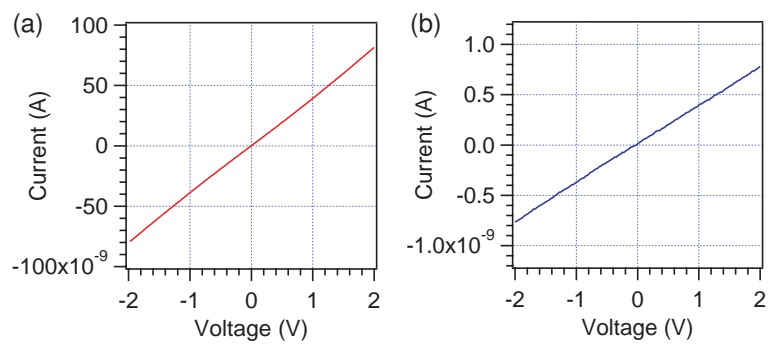 (a)
100
50
0
-50
-100x10⁻⁹
Current (A)
-2 -1 0 1 2
Voltage (V)
(b)
1.0
0.5
0.0
-0.5
-1.0x10⁻⁹
Current (A)
-2 -1 0 1 2
Voltage (V)